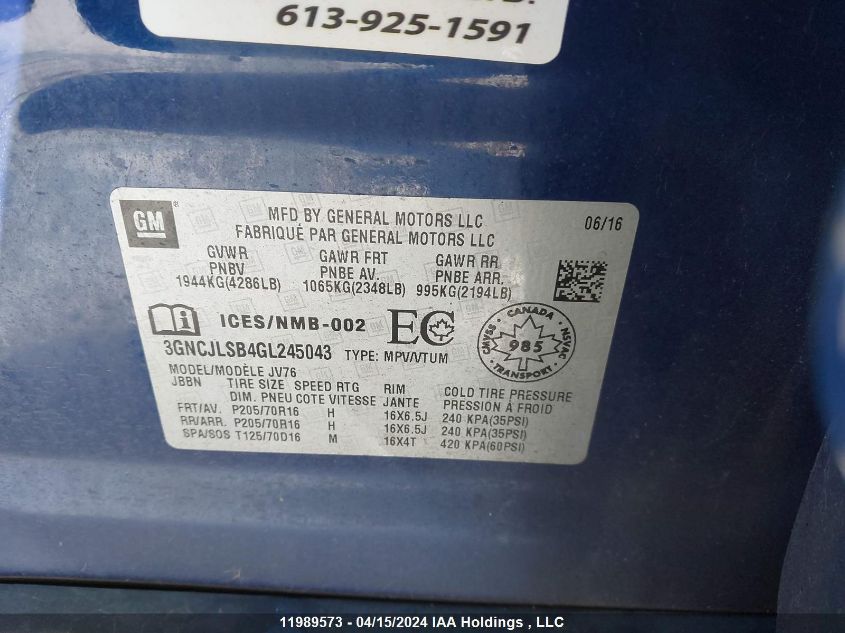 613-925-1591
GM
MFD BY GENERAL MOTORS LLC
FABRIQUÉ PAR GENERAL MOTORS LLC
06/16
GVWR GAWR FRT GAWR RR
PNBV PNBE AV. PNBE ARR.
1944KG(4286LB) 1065KG(2348LB) 995KG(2194LB)
ICES/NMB-002 EC
CANADA
CMVSS 985 NSVAC
TRANSPORT
3GNCJLSB4GL245043 TYPE: MPV/VTUM
MODEL/MODÈLE JV76
JBBN TIRE SIZE SPEED RTG RIM COLD TIRE PRESSURE
DIM. PNEU COTE VITESSE JANTE PRESSION À FROID
FRT/AV. P205/70R16 H 16X6.5J 240 KPA(35PSI)
RR/ARR. P205/70R16 H 16X6.5J 240 KPA(35PSI)
SPA/SOS T125/70D16 M 16X4T 420 KPA(60PSI)
11989573 - 04/15/2024 IAA Holdings , LLC